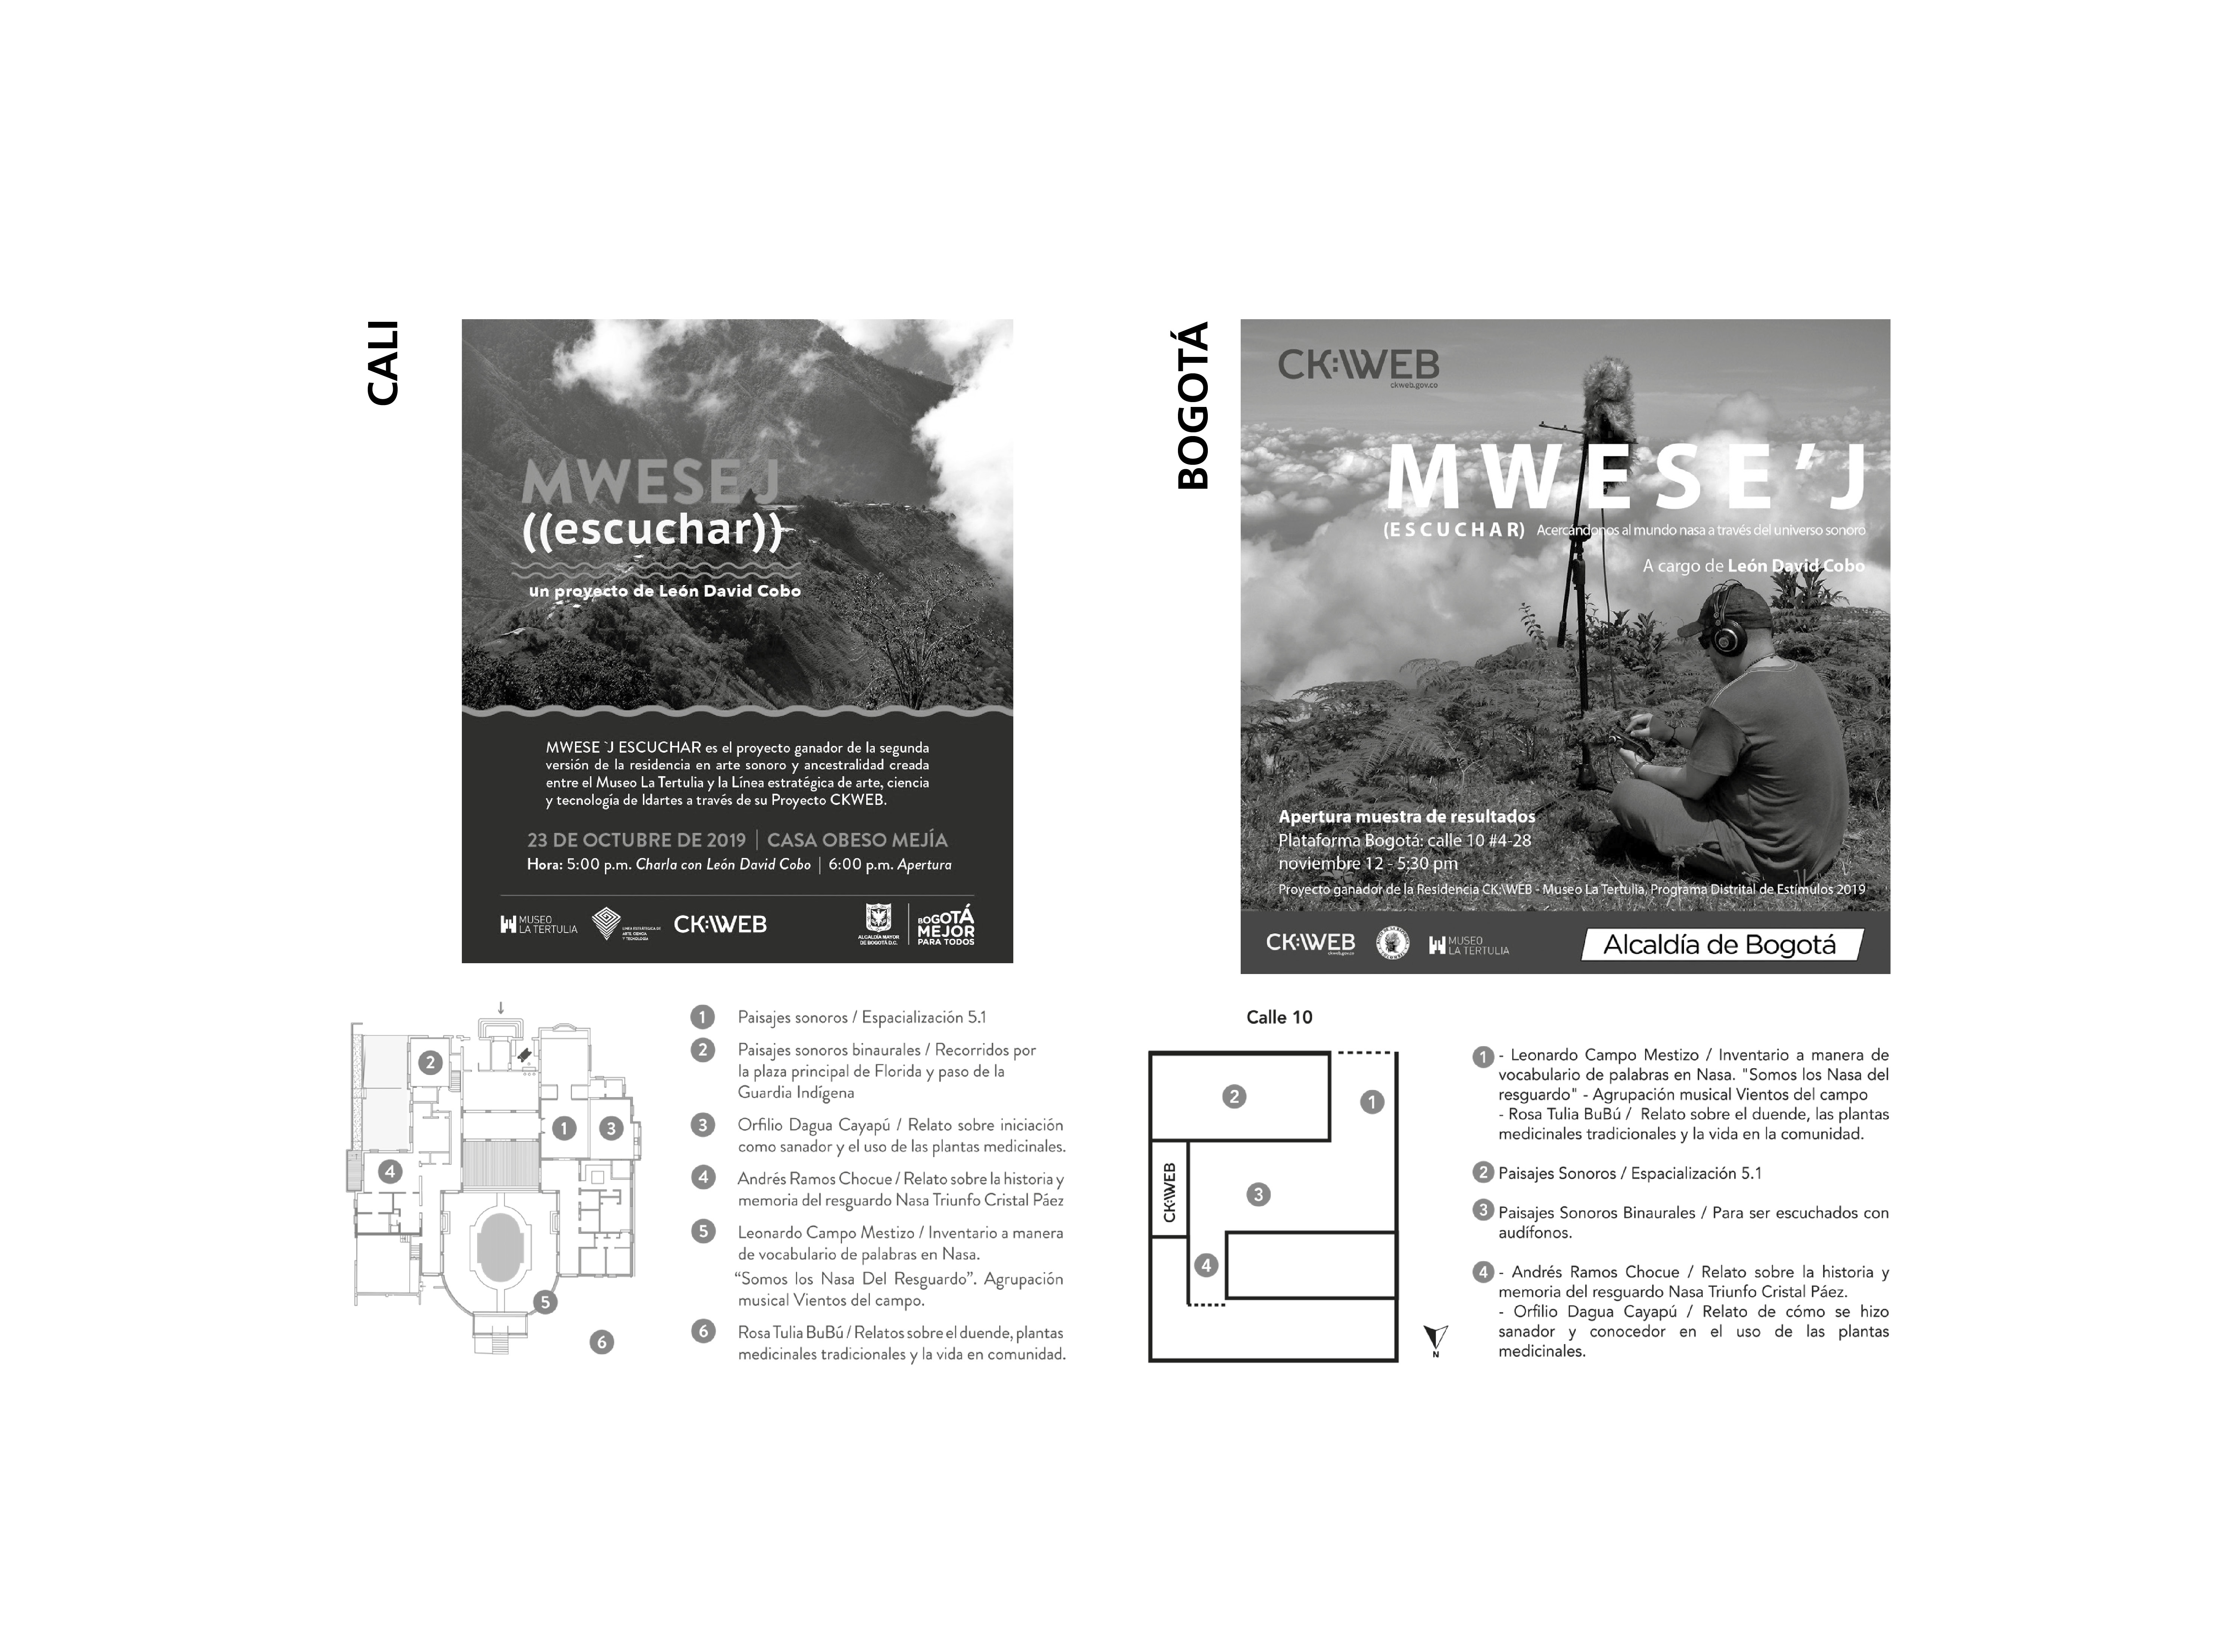 CALI
MWESE´J
((escuchar))
un proyecto de León David Cobo
MWESE `J ESCUCHAR es el proyecto ganador de la segunda
versión de la residencia en arte sonoro y ancestralidad creada
entre el Museo La Tertulia y la Línea estratégica de arte, ciencia
y tecnología de Idartes a través de su Proyecto CKWEB.
23 DE OCTUBRE DE 2019 | CASA OBESO MEJÍA
Hora: 5:00 p.m. Charla con León David Cobo | 6:00 p.m. Apertura
MUSEO
LA TERTULIA
LÍNEA ESTRATÉGICA DE
ARTE, CIENCIA
Y TECNOLOGÍA
CK:\WEB
ALCALDÍA MAYOR
DE BOGOTÁ D.C.
BOGOTÁ
MEJOR
PARA TODOS
2
1
3
4
5
6
1 Paisajes sonoros / Espacialización 5.1
2 Paisajes sonoros binaurales / Recorridos por
la plaza principal de Florida y paso de la
Guardia Indígena
3 Orfilio Dagua Cayapú / Relato sobre iniciación
como sanador y el uso de las plantas medicinales.
4 Andrés Ramos Chocue / Relato sobre la historia y
memoria del resguardo Nasa Triunfo Cristal Páez
5 Leonardo Campo Mestizo / Inventario a manera
de vocabulario de palabras en Nasa.
“Somos los Nasa Del Resguardo”. Agrupación
musical Vientos del campo.
6 Rosa Tulia BuBú / Relatos sobre el duende, plantas
medicinales tradicionales y la vida en comunidad.
BOGOTÁ
CK:\WEB
ckweb.gov.co
MWESE’J
(ESCUCHAR) Acercándonos al mundo nasa a través del universo sonoro
A cargo de León David Cobo
Apertura muestra de resultados
Plataforma Bogotá: calle 10 #4-28
noviembre 12 - 5:30 pm
Proyecto ganador de la Residencia CK:\WEB - Museo La Tertulia, Programa Distrital de Estímulos 2019
CK:\WEB
ckweb.gov.co
MUSEO
LA TERTULIA
Alcaldía de Bogotá
Calle 10
2
1
CK:\WEB
3
4
N
1 - Leonardo Campo Mestizo / Inventario a manera de
vocabulario de palabras en Nasa. "Somos los Nasa del
resguardo" - Agrupación musical Vientos del campo
- Rosa Tulia BuBú / Relato sobre el duende, las plantas
medicinales tradicionales y la vida en la comunidad.
2 Paisajes Sonoros / Espacialización 5.1
3 Paisajes Sonoros Binaurales / Para ser escuchados con
audífonos.
4 - Andrés Ramos Chocue / Relato sobre la historia y
memoria del resguardo Nasa Triunfo Cristal Páez.
- Orfilio Dagua Cayapú / Relato de cómo se hizo
sanador y conocedor en el uso de las plantas
medicinales.